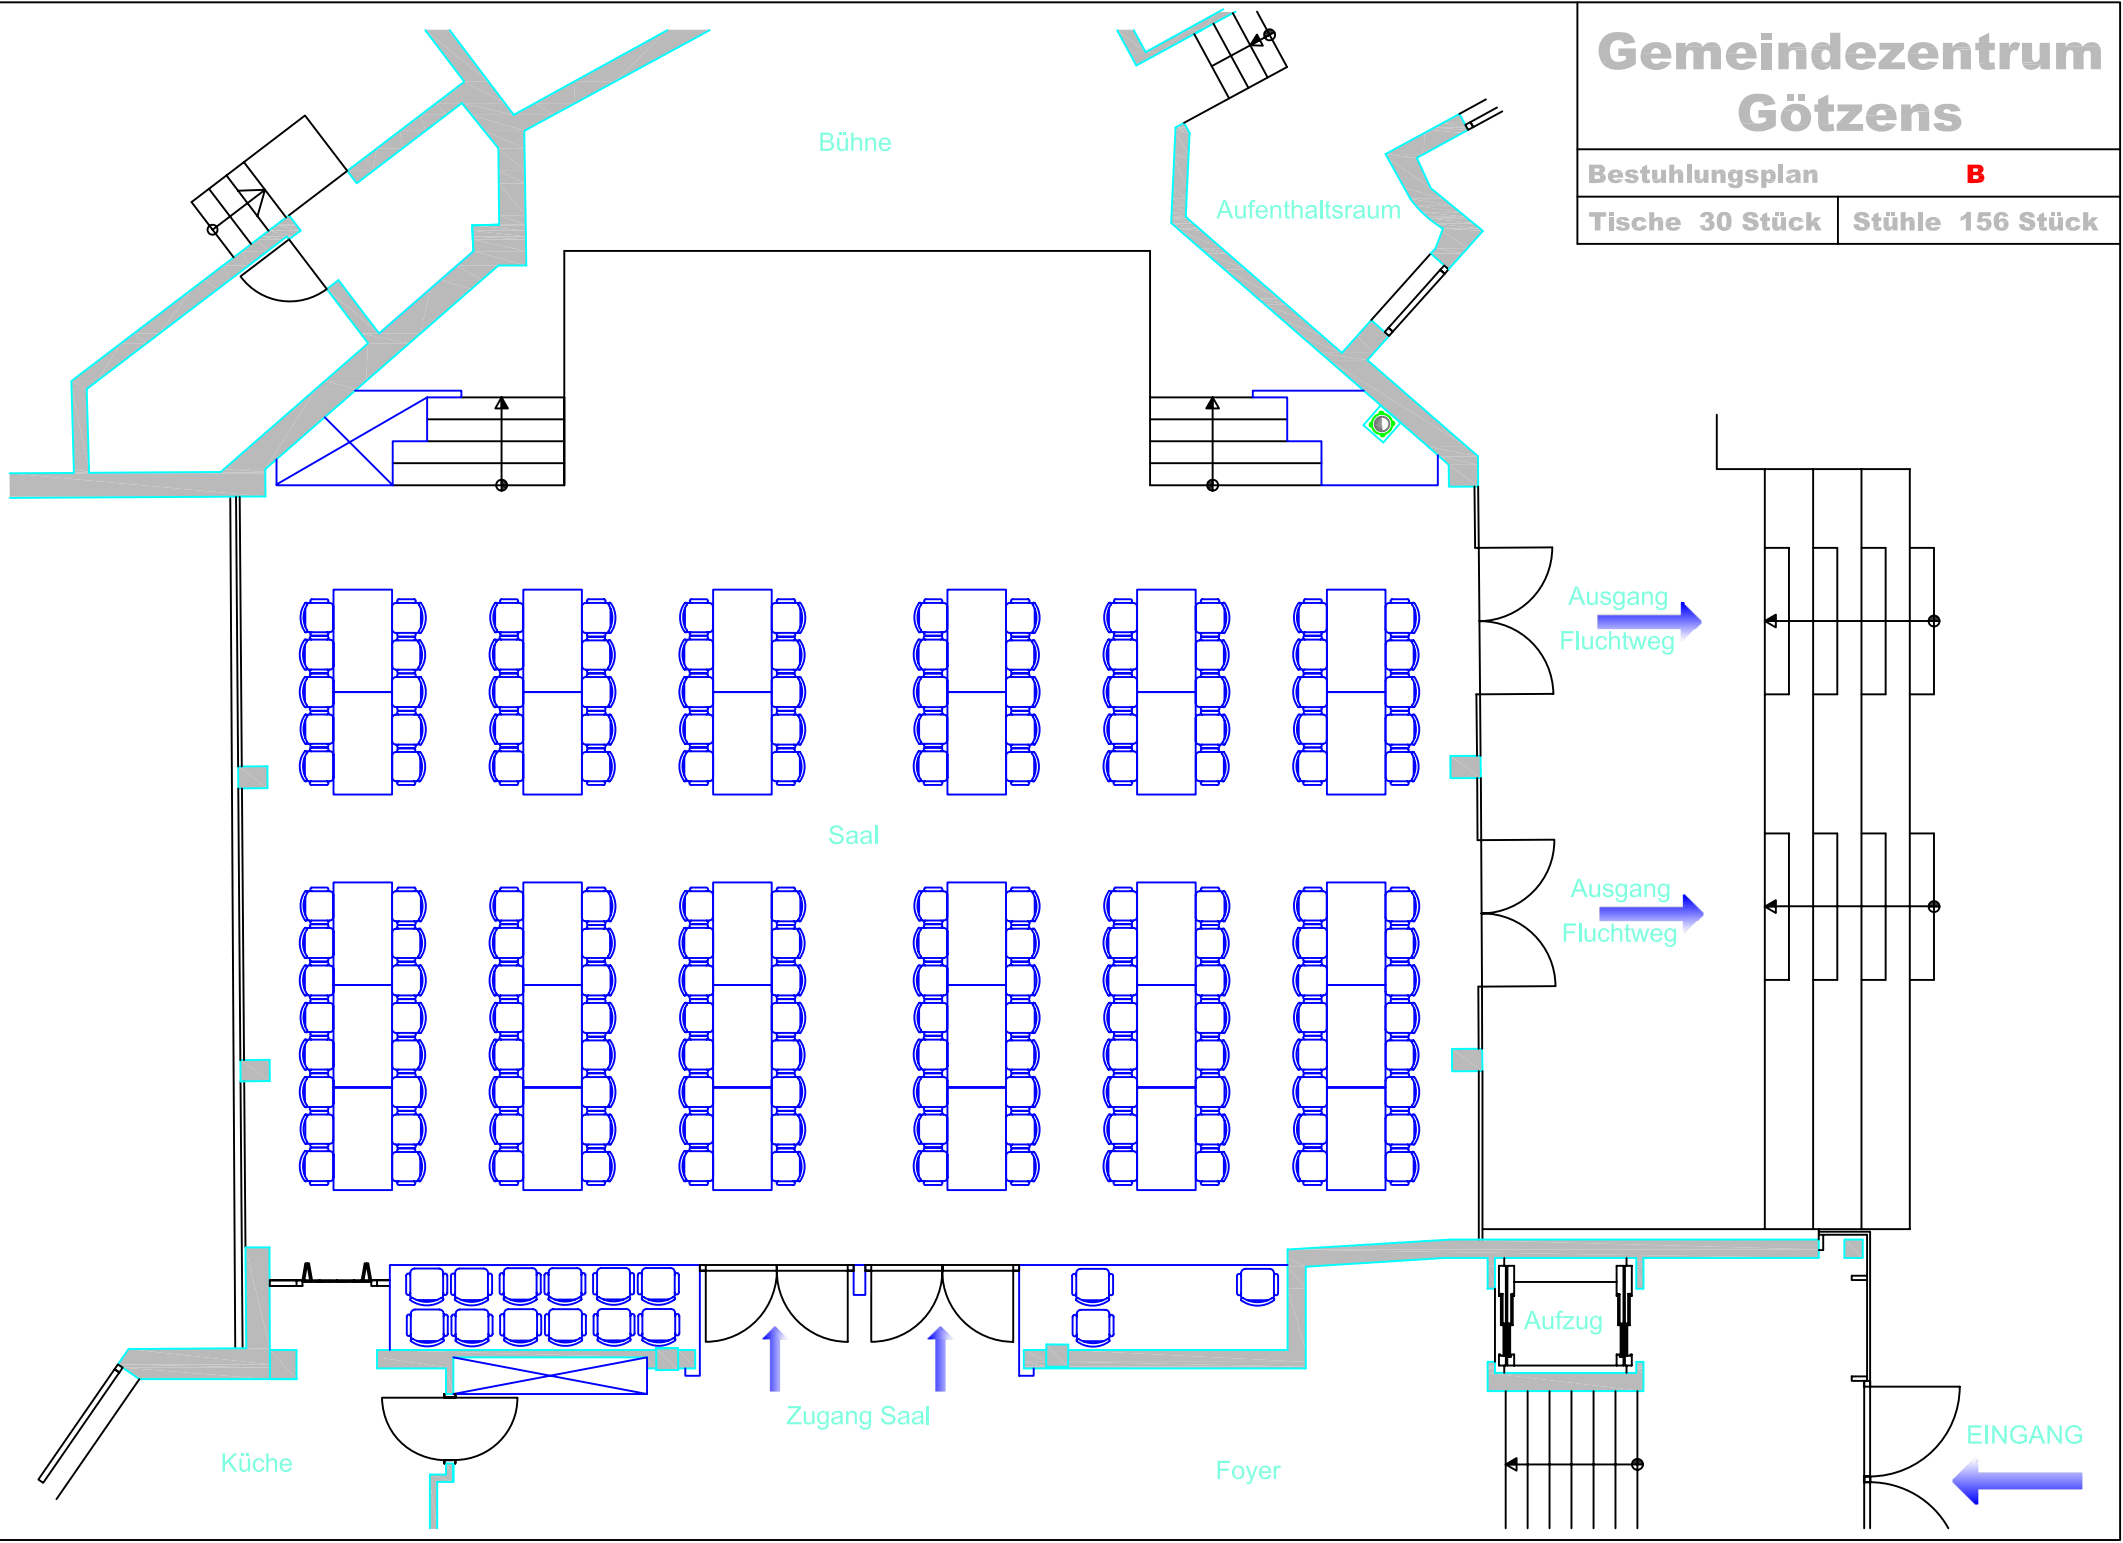 Gemeindezentrum
Götzens
Bestuhlungsplan B
Tische 30 Stück Stühle 156 Stück
Bühne
Aufenthaltsraum
Ausgang
Fluchtweg
Saal
Ausgang
Fluchtweg
Aufzug
Zugang Saal
EINGANG
Küche
Foyer